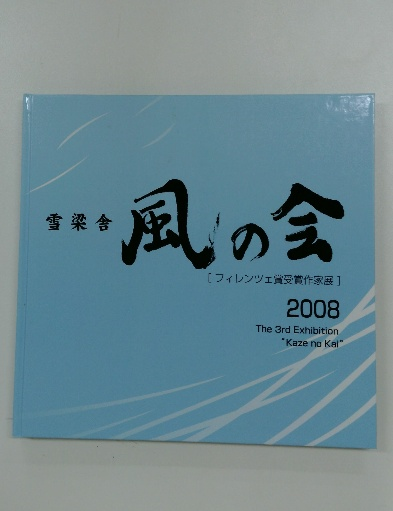 雪梁舎 風の会
[フィレンツェ賞受賞作家展]
2008
The 3rd Exhibition
"Kaze no Kai"